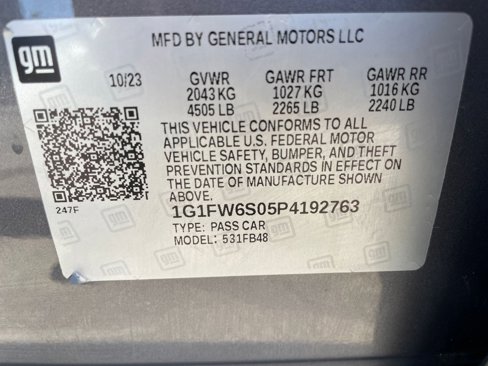 gm
MFD BY GENERAL MOTORS LLC
10/23 GVWR GAWR FRT GAWR RR
2043 KG 1027 KG 1016 KG
4505 LB 2265 LB 2240 LB
THIS VEHICLE CONFORMS TO ALL
APPLICABLE U.S. FEDERAL MOTOR
VEHICLE SAFETY, BUMPER, AND THEFT
PREVENTION STANDARDS IN EFFECT ON
THE DATE OF MANUFACTURE SHOWN
ABOVE.
247F 1G1FW6S05P4192763
TYPE: PASS CAR
MODEL: 531FB48